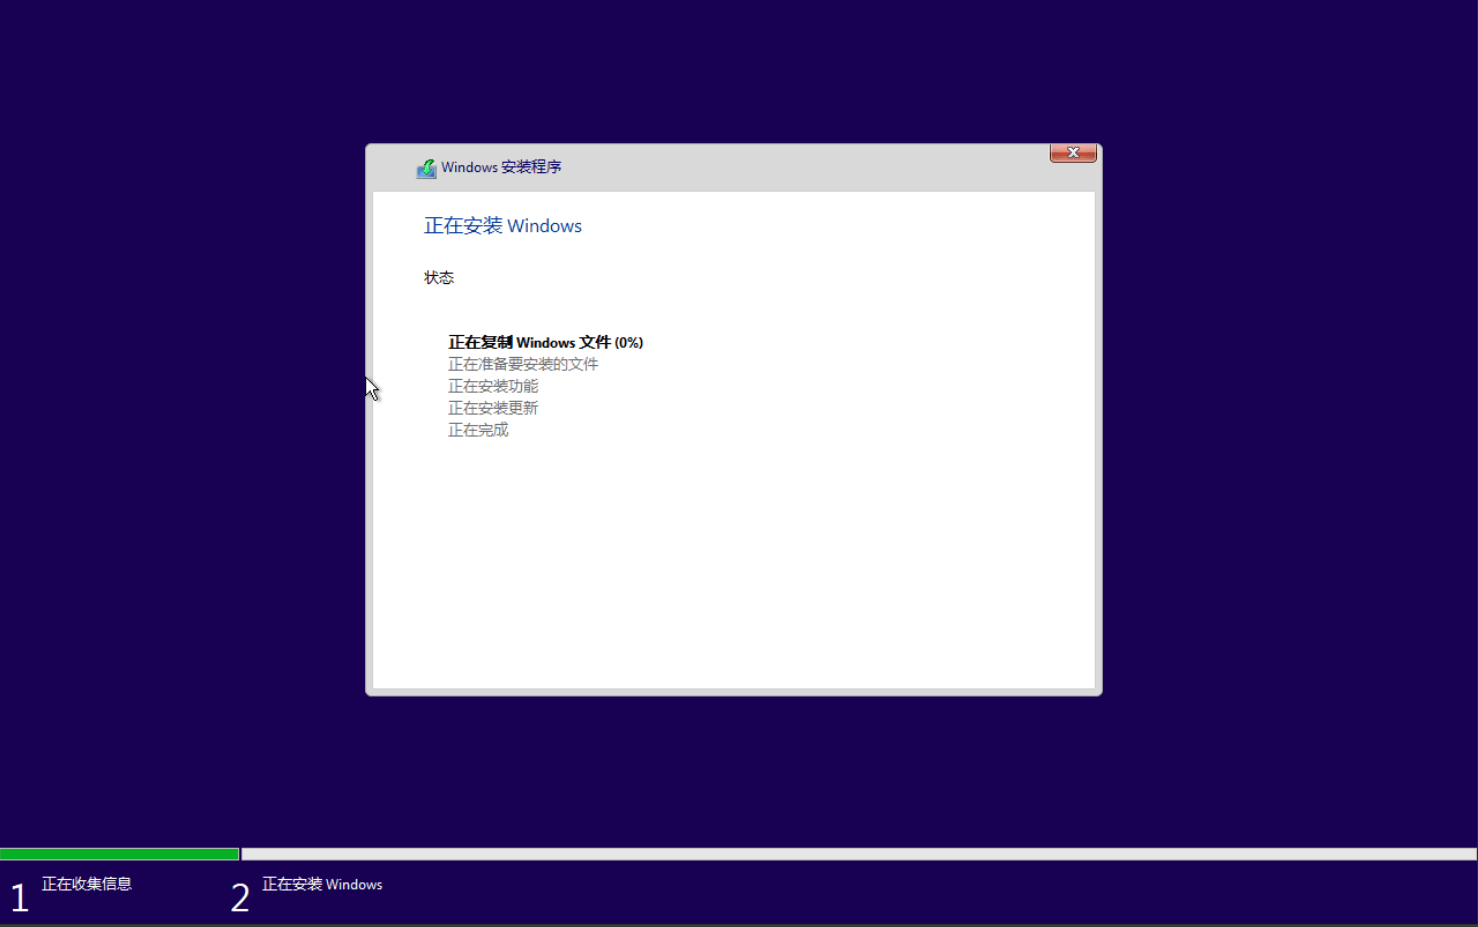 Windows 安装程序
正在安装 Windows
状态
正在复制 Windows 文件 (0%)
正在准备要安装的文件
正在安装功能
正在安装更新
正在完成
1 正在收集信息
2 正在安装 Windows